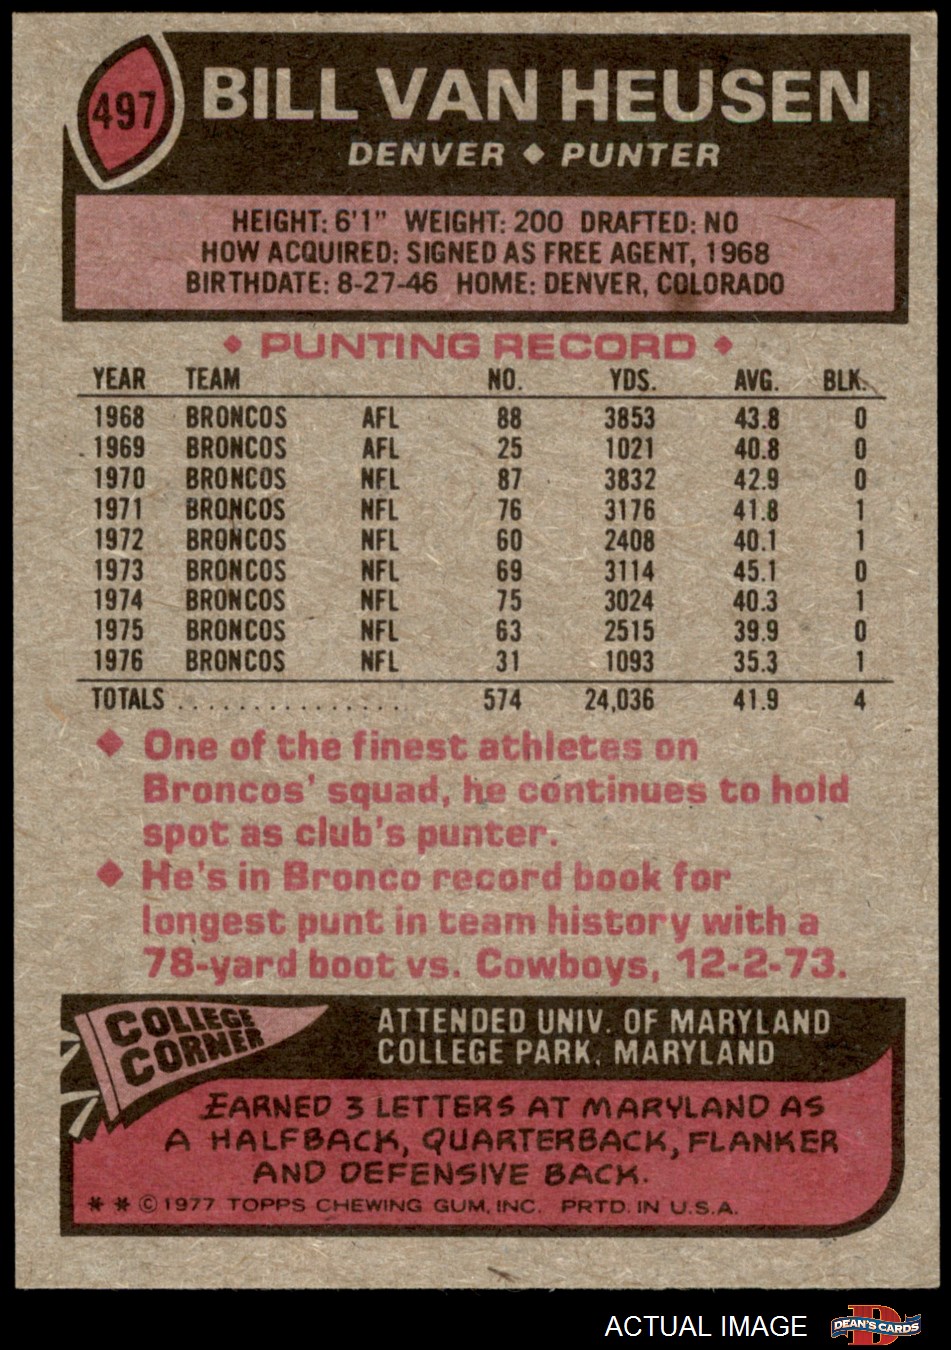 497
BILL VAN HEUSEN
DENVER ◆ PUNTER
HEIGHT: 6'1" WEIGHT: 200 DRAFTED: NO
HOW ACQUIRED: SIGNED AS FREE AGENT, 1968
BIRTHDATE: 8-27-46 HOME: DENVER, COLORADO
◆ PUNTING RECORD ◆
YEAR TEAM NO. YDS. AVG. BLK.
1968 BRONCOS AFL 88 3853 43.8 0
1969 BRONCOS AFL 25 1021 40.8 0
1970 BRONCOS NFL 87 3832 42.9 0
1971 BRONCOS NFL 76 3176 41.8 1
1972 BRONCOS NFL 60 2408 40.1 1
1973 BRONCOS NFL 69 3114 45.1 0
1974 BRONCOS NFL 75 3024 40.3 1
1975 BRONCOS NFL 63 2515 39.9 0
1976 BRONCOS NFL 31 1093 35.3 1
TOTALS . . . . . . . . . . . . . . . 574 24,036 41.9 4
◆ One of the finest athletes on
Broncos' squad, he continues to hold
spot as club's punter.
◆ He's in Bronco record book for
longest punt in team history with a
78-yard boot vs. Cowboys, 12-2-73.
COLLEGE
CORNER
ATTENDED UNIV. OF MARYLAND
COLLEGE PARK, MARYLAND
EARNED 3 LETTERS AT MARYLAND AS
A HALFBACK, QUARTERBACK, FLANKER
AND DEFENSIVE BACK.
* * © 1977 TOPPS CHEWING GUM, INC. PRTD. IN U.S.A.
ACTUAL IMAGE
D
DEAN'S CARDS